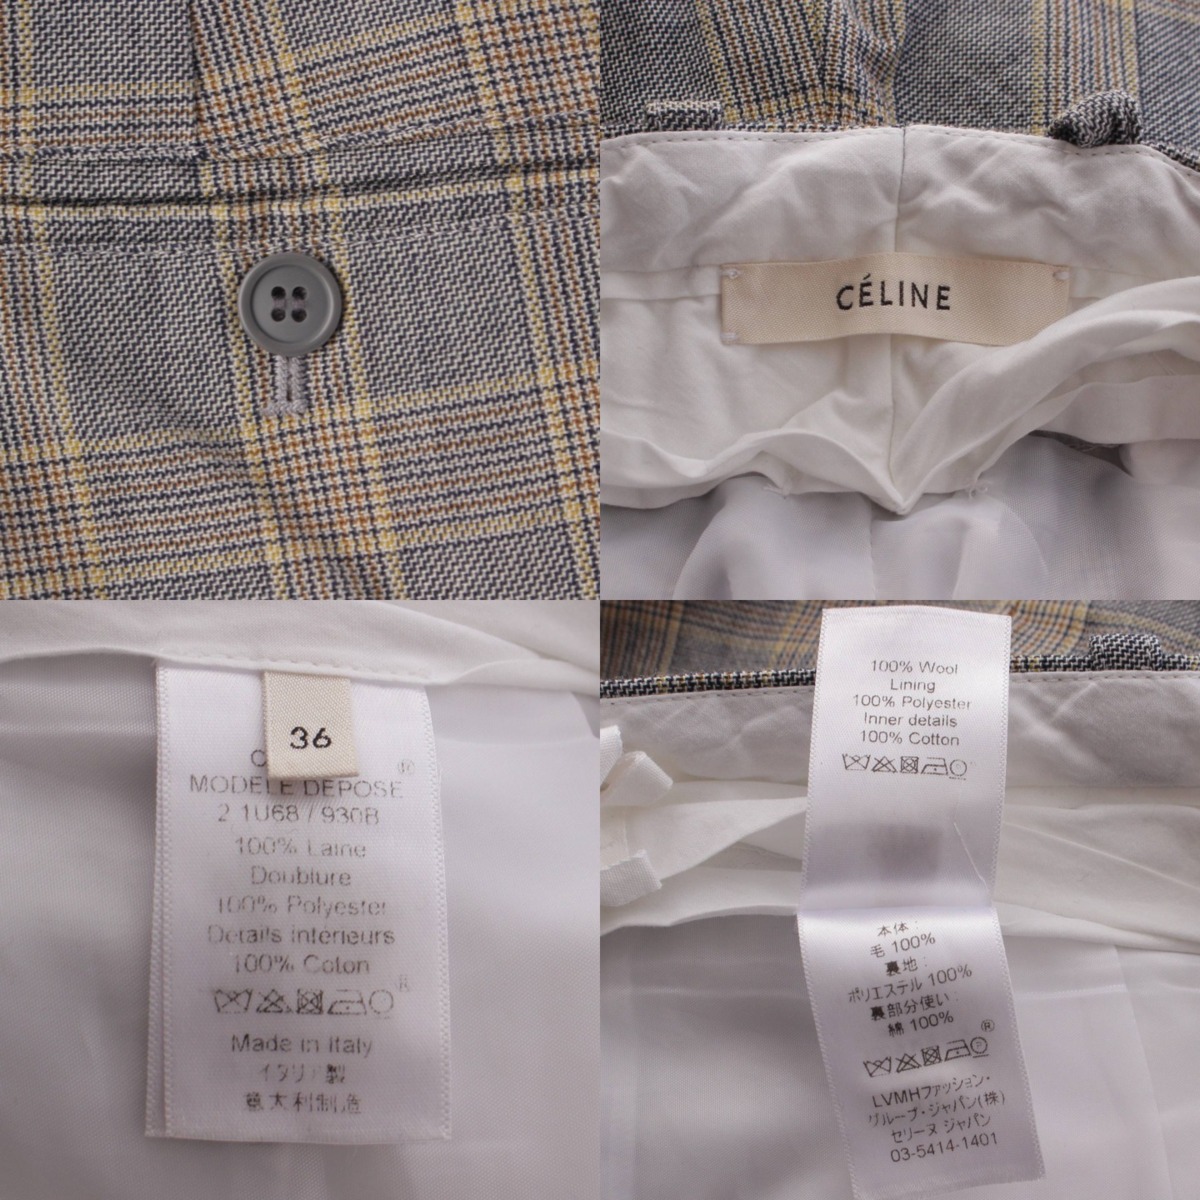 CÉLINE
36
MODELE DEPOSE
2 1U68 / 930B
100% Laine
Doublure
100% Polyester
Details intérieurs
100% Coton
®
Made in Italy
イタリア製
意大利制造
100% Wool
Lining
100% Polyester
Inner details
100% Cotton
本体:
毛 100%
裏地:
ポリエステル 100%
裏部分使い:
綿 100%
®
LVMHファッション・
グループ・ジャパン(株)
セリーヌ ジャパン
03-5414-1401